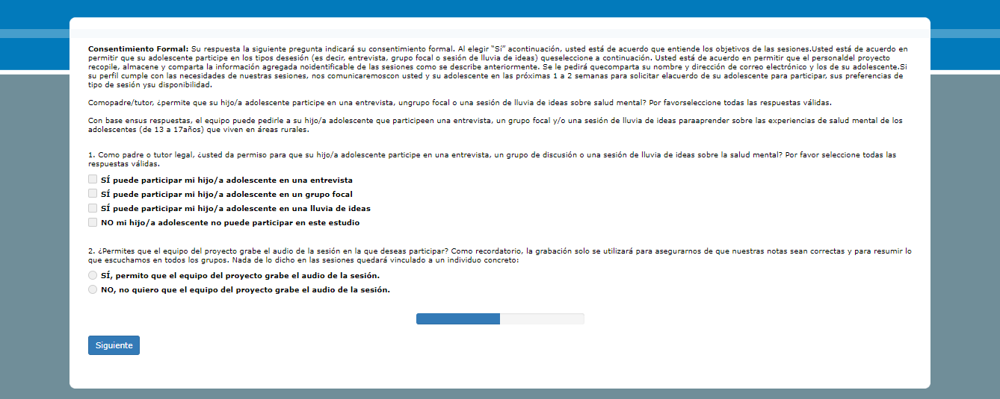 Consentimiento Formal: Su respuesta la siguiente pregunta indicará su consentimiento formal. Al elegir “Sí” acontinuación, usted está de acuerdo que entiende los objetivos de las sesiones.Usted está de acuerdo en
permitir que su adolescente participe en los tipos desesión (es decir, entrevista, grupo focal o sesión de lluvia de ideas) queseleccione a continuación. Usted está de acuerdo en permitir que el personaldel proyecto
recopile, almacene y comparta la información agregada noidentificable de las sesiones como se describe anteriormente. Se le pedirá quecomparta su nombre y dirección de correo electrónico y los de su adolescente.Si
su perfil cumple con las necesidades de nuestras sesiones, nos comunicaremoscon usted y su adolescente en las próximas 1 a 2 semanas para solicitar elacuerdo de su adolescente para participar, sus preferencias de
tipo de sesión ysu disponibilidad.
Comopadre/tutor, ¿permite que su hijo/a adolescente participe en una entrevista, ungrupo focal o una sesión de lluvia de ideas sobre salud mental? Por favorseleccione todas las respuestas válidas.
Con base ensus respuestas, el equipo puede pedirle a su hijo/a adolescente que participeen una entrevista, un grupo focal y/o una sesión de lluvia de ideas paraaprender sobre las experiencias de salud mental de los
adolescentes (de 13 a 17años) que viven en áreas rurales.
1. Como padre o tutor legal, ¿usted da permiso para que su hijo/a adolescente participe en una entrevista, un grupo de discusión o una sesión de lluvia de ideas sobre la salud mental? Por favor seleccione todas las
respuestas válidas.
SÍ puede participar mi hijo/a adolescente en una entrevista
SÍ puede participar mi hijo/a adolescente en un grupo focal
SÍ puede participar mi hijo/a adolescente en una lluvia de ideas
NO mi hijo/a adolescente no puede participar en este estudio
2. ¿Permites que el equipo del proyecto grabe el audio de la sesión en la que deseas participar? Como recordatorio, la grabación solo se utilizará para asegurarnos de que nuestras notas sean correctas y para resumir lo
que escuchamos en todos los grupos. Nada de lo dicho en las sesiones quedará vinculado a un individuo concreto:
SÍ, permito que el equipo del proyecto grabe el audio de la sesión.
NO, no quiero que el equipo del proyecto grabe el audio de la sesión.
Siguiente